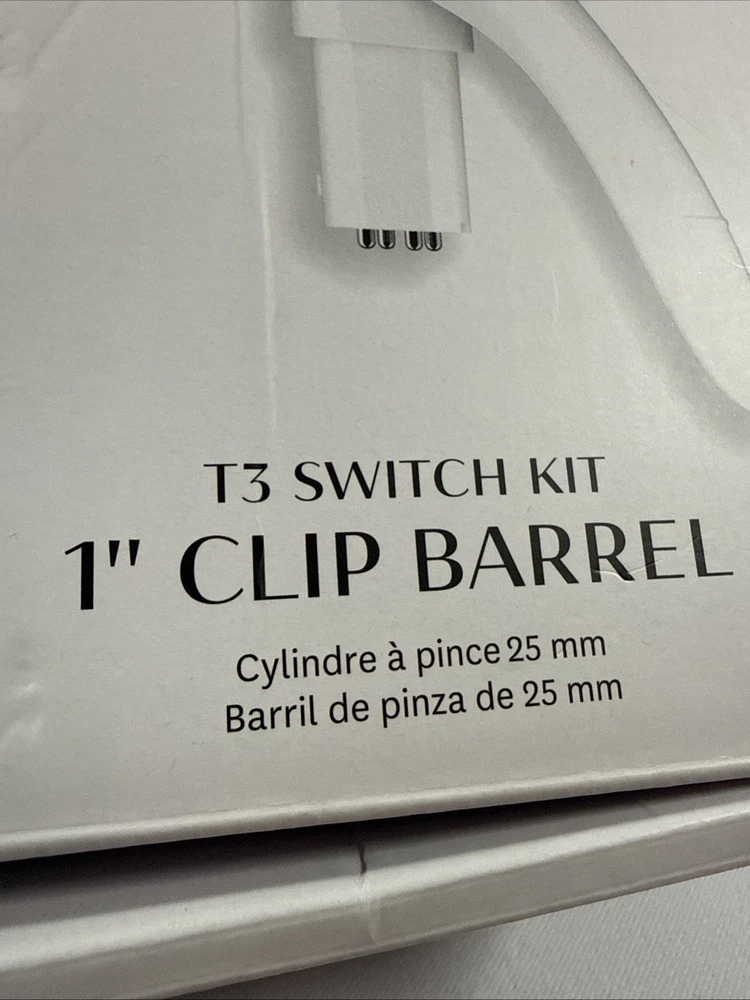 T3 SWITCH KIT
1" CLIP BARREL
Cylindre à pince 25 mm
Barril de pinza de 25 mm